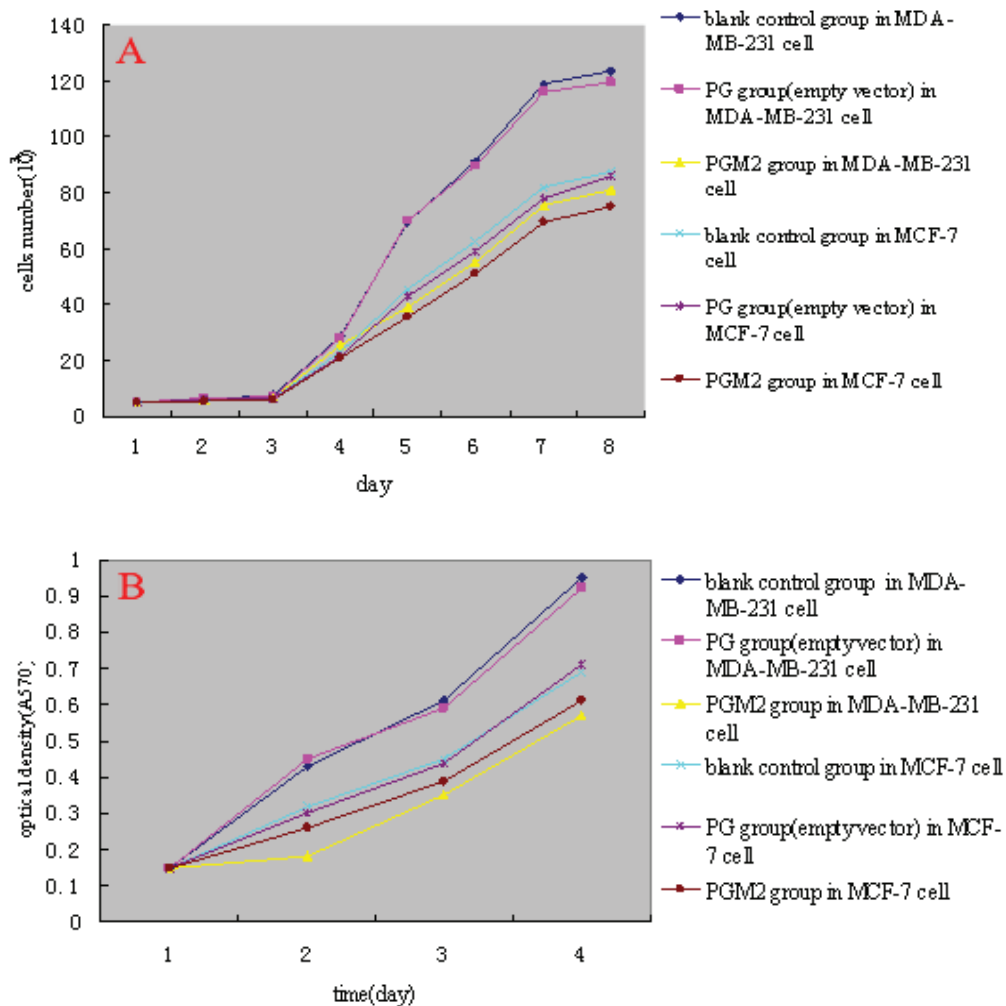 A
140
120
100
80
60
40
20
0
cells number(10³)
1 2 3 4 5 6 7 8
day
blank control group in MDA-
MB-231 cell
PG group(empty vector) in
MDA-MB-231 cell
PGM2 group in MDA-MB-231
cell
blank control group in MCF-7
cell
PG group(empty vector) in
MCF-7 cell
PGM2 group in MCF-7 cell
B
1
0.9
0.8
0.7
0.6
0.5
0.4
0.3
0.2
0.1
0
optical density(A570)
1 2 3 4
time(day)
blank control group in MDA-
MB-231 cell
PG group(emptyvector) in
MDA-MB-231 cell
PGM2 group in MDA-MB-231
cell
blank control group in MCF-7
cell
PG group(emptyvector) in MCF-
7 cell
PGM2 group in MCF-7 cell